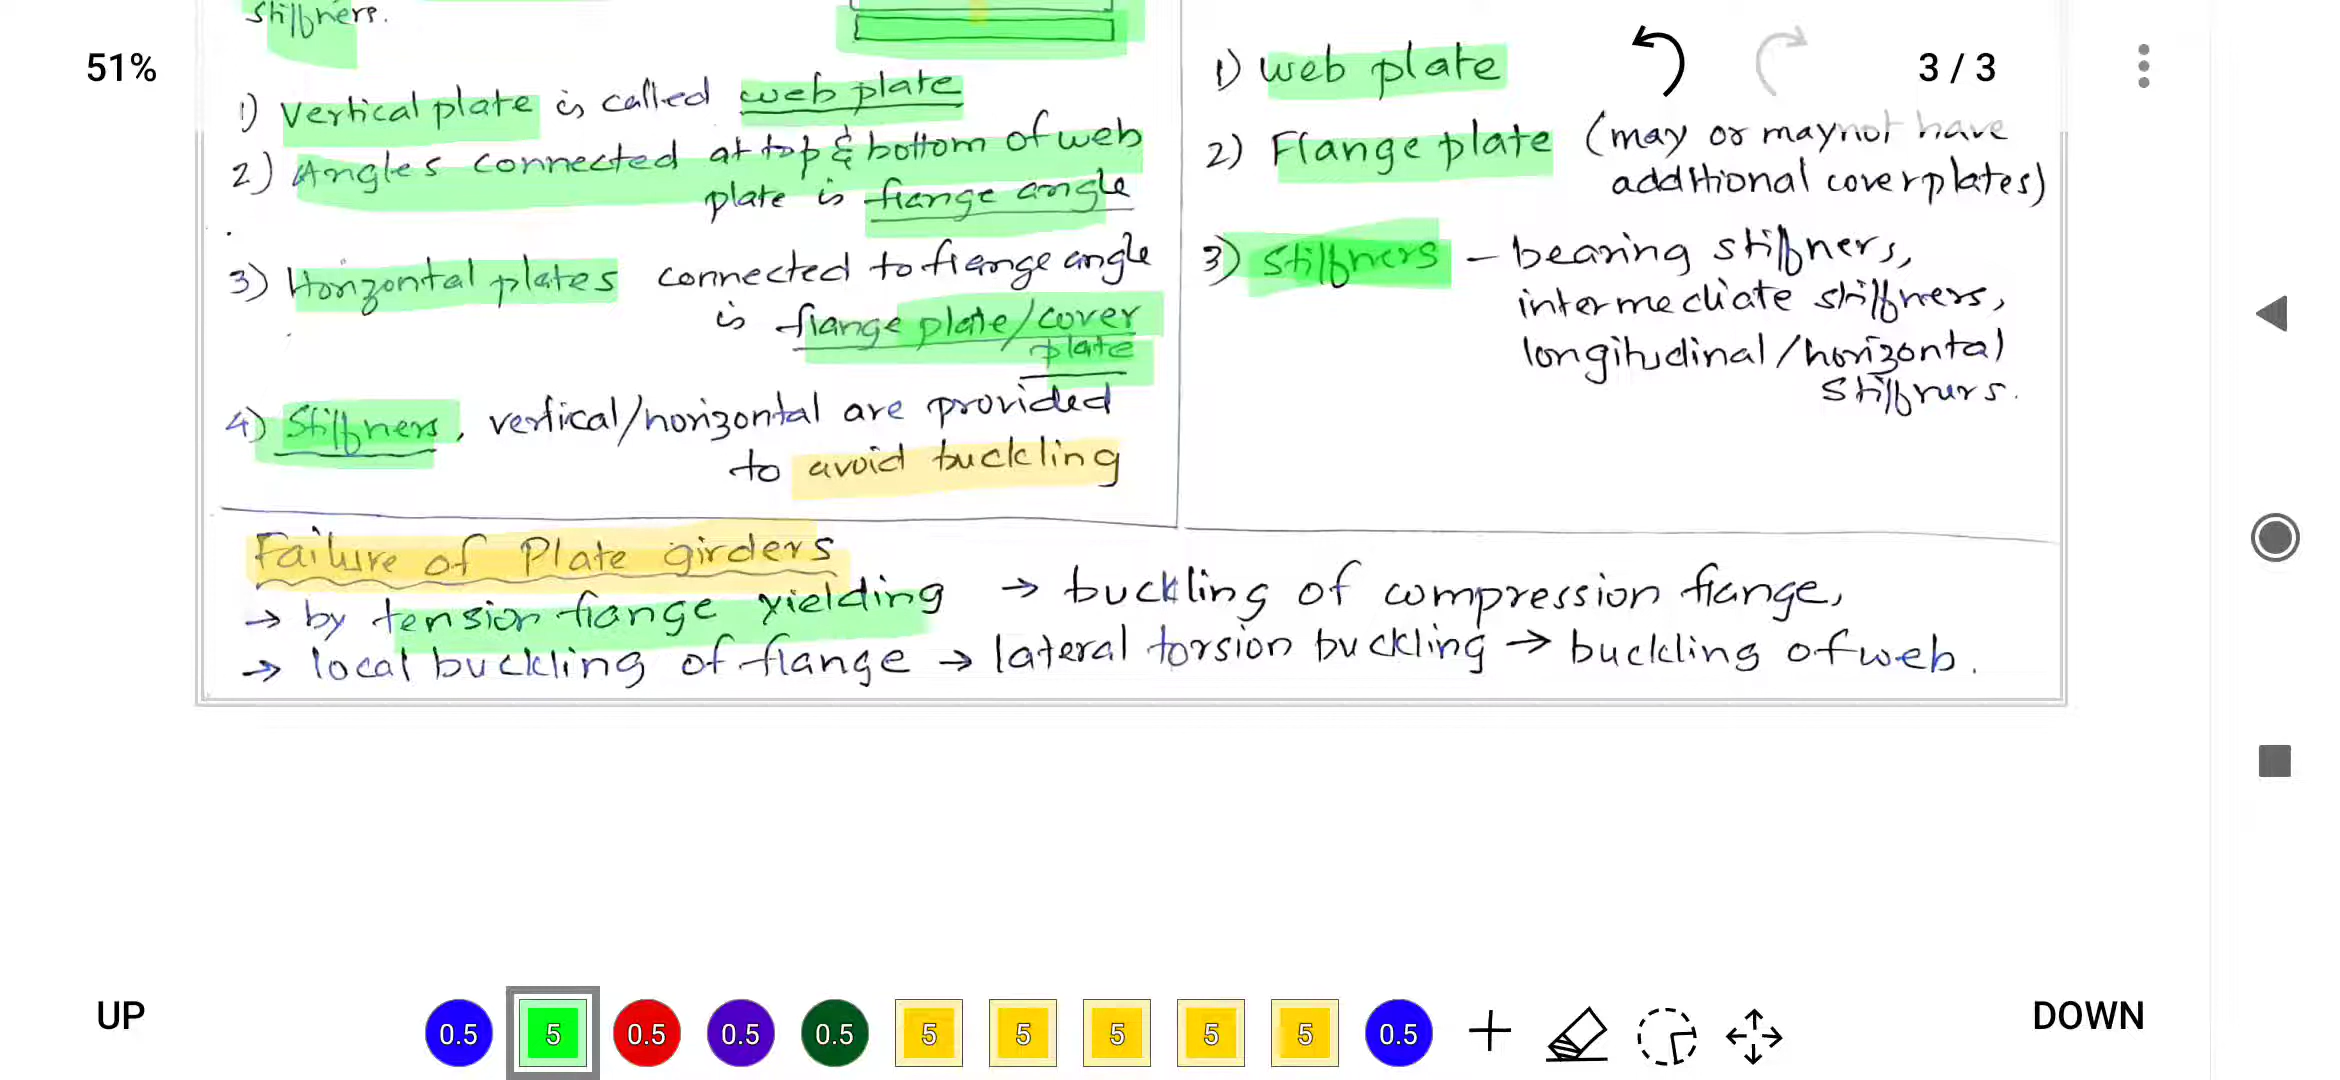 stiffners.
1) Vertical plate is called web plate
2) Angles connected at top & bottom of web
plate is flange angle
3) Horizontal plates connected to flange angle
is flange plate/cover
plate
4) Stiffners, vertical/horizontal are provided
to avoid buckling
1) web plate
2) Flange plate (may or maynot have
additional coverplates)
3) Stiffners - bearing stiffners,
intermediate stiffners,
longitudinal/horizontal
stiffners.
Failure of Plate girders
→ by tension flange yielding → buckling of compression flange,
→ local buckling of flange → lateral torsion buckling → buckling of web.
51%
3 / 3
UP
0.5 5 0.5 0.5 0.5 5 5 5 5 5 0.5
DOWN